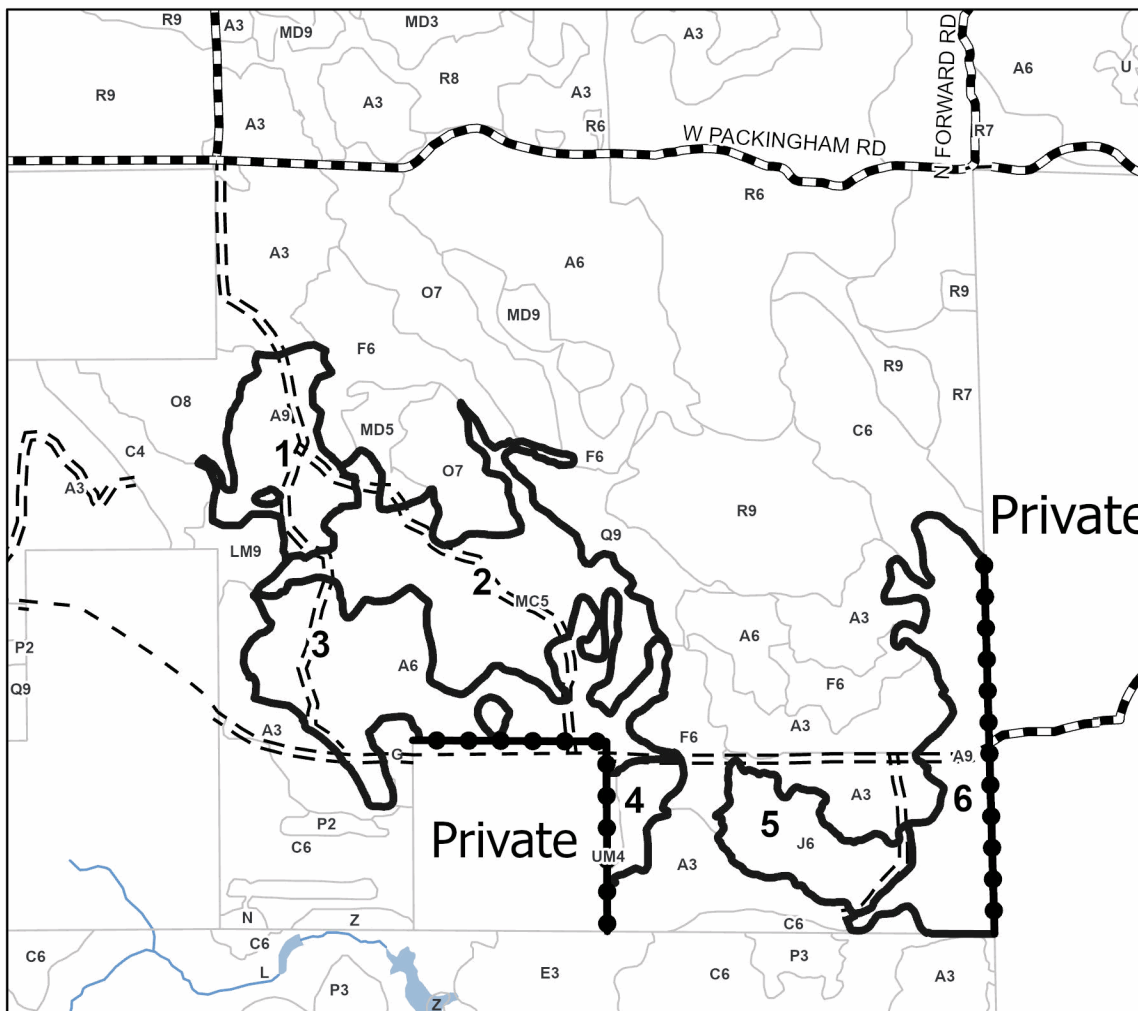 R9
A3
MD9
MD3
A3
N FORWARD RD
A6
U
R9
R8
A3
A3
A3
R6
R7
W PACKINGHAM RD
R6
A3
A6
O7
R9
MD9
F6
R9
R7
O8
A9
C6
MD5
1
C4
O7
F6
A3
R9
Private
Q9
LM9
2
MC5
A3
P2
3
A6
A6
Q9
F6
A3
F6
A3
G
A9
4
5
A3
6
P2
Private
J6
C6
UM4
A3
N
Z
C6
C6
C6
L
E3
C6
P3
A3
P3
Z